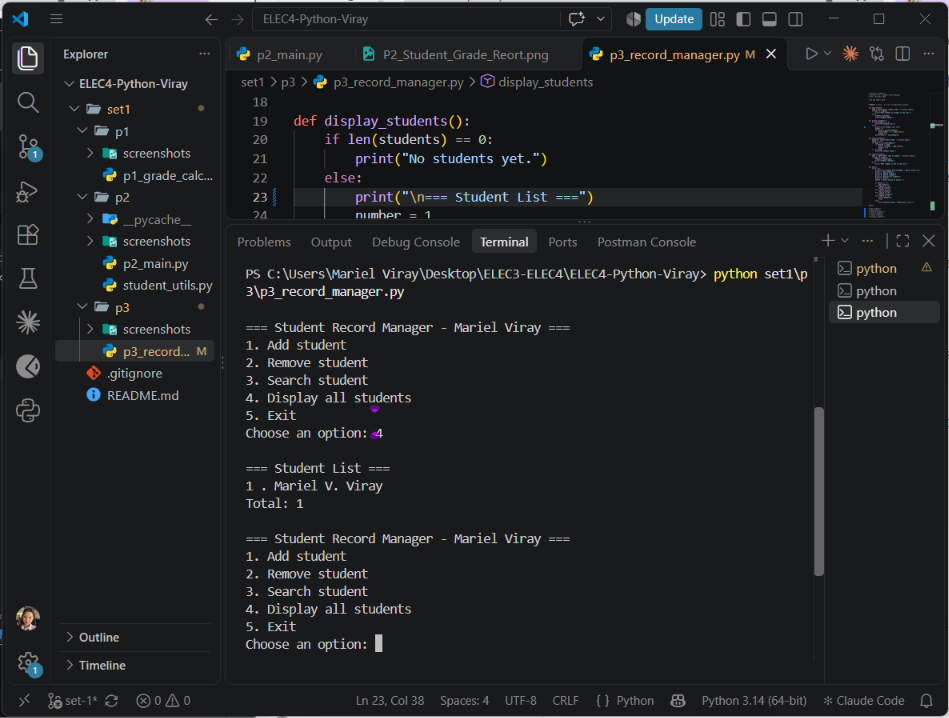 ELEC4-Python-Viray
Update
Explorer
ELEC4-Python-Viray
set1
p1
screenshots
p1_grade_calc...
p2
__pycache__
screenshots
p2_main.py
student_utils.py
p3
screenshots
p3_record... M
.gitignore
README.md
Outline
Timeline
p2_main.py
P2_Student_Grade_Reort.png
p3_record_manager.py M
set1 > p3 > p3_record_manager.py > display_students
18
19 def display_students():
20 if len(students) == 0:
21 print("No students yet.")
22 else:
23 print("\n=== Student List ===")
24 number = 1
Problems Output Debug Console Terminal Ports Postman Console
python
python
python
PS C:\Users\Mariel Viray\Desktop\ELEC3-ELEC4\ELEC4-Python-Viray> python set1\p
3\p3_record_manager.py
=== Student Record Manager - Mariel Viray ===
1. Add student
2. Remove student
3. Search student
4. Display all students
5. Exit
Choose an option: 4
=== Student List ===
1 . Mariel V. Viray
Total: 1
=== Student Record Manager - Mariel Viray ===
1. Add student
2. Remove student
3. Search student
4. Display all students
5. Exit
Choose an option:
1
1
set-1* 0 0 Ln 23, Col 38 Spaces: 4 UTF-8 CRLF { } Python Python 3.14 (64-bit) Claude Code